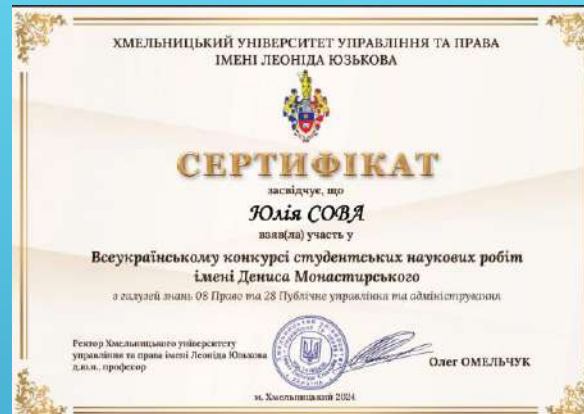 ХМЕЛЬНИЦЬКИЙ УНІВЕРСИТЕТ УПРАВЛІННЯ ТА ПРАВА
ІМЕНІ ЛЕОНІДА ЮЗЬКОВА
СЕРТИФІКАТ
засвідчує, що
Юлія СОВА
взяв(ла) участь у
Всеукраїнському конкурсі студентських наукових робіт
імені Дениса Монастирського
з галузей знань 08 Право та 28 Публічне управління та адміністрування
Ректор Хмельницького університету
управління та права імені Леоніда Юзькова
д.ю.н., професор
Олег ОМЕЛЬЧУК
м. Хмельницький 2024